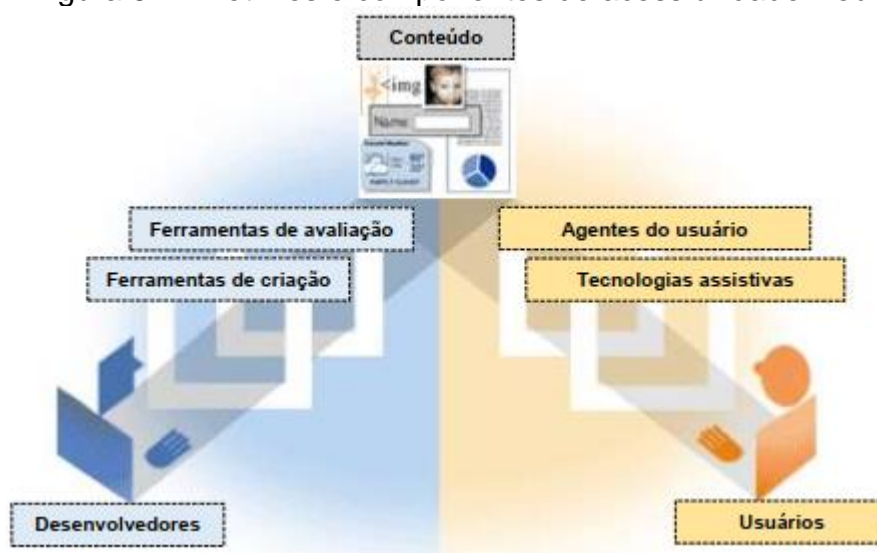 Conteúdo
<img
Name
Ferramentas de avaliação
Agentes do usuário
Ferramentas de criação
Tecnologias assistivas
Desenvolvedores
Usuários